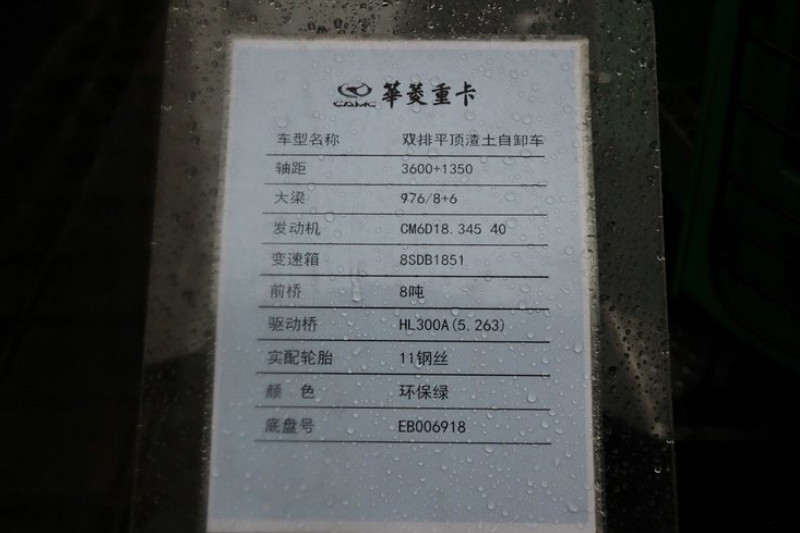 CAMC 華菱重卡
车型名称 双排平顶渣土自卸车
轴距 3600+1350
大梁 976/8+6
发动机 CM6D18.345 40
变速箱 8SDB1851
前桥 8吨
驱动桥 HL300A(5.263)
实配轮胎 11钢丝
颜 色 环保绿
底盘号 EB006918